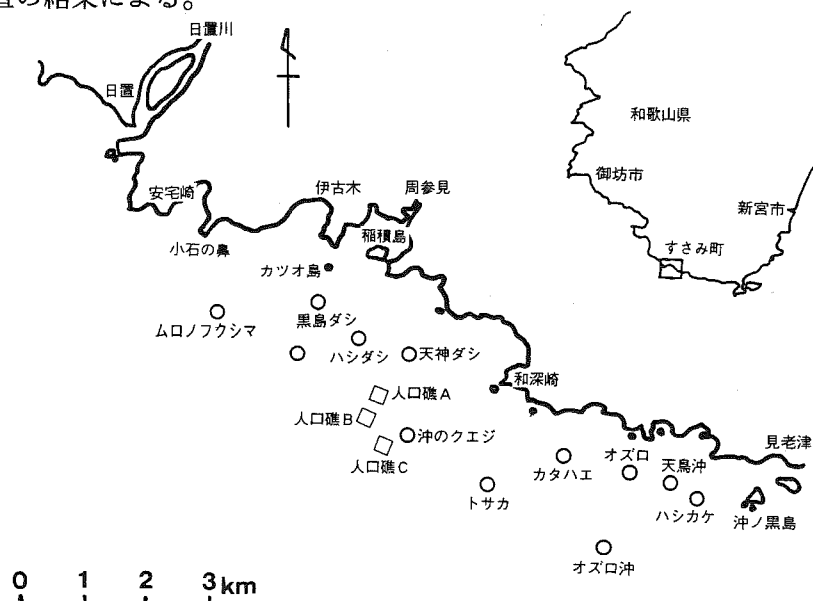 置の結果による。
日置川
日置
和歌山県
御坊市
新宮市
すさみ町
安宅崎
伊古木
周参見
小石の鼻
稲積島
カツオ島
ムロノフクシマ
黒島ダシ
ハシダシ
天神ダシ
和深崎
人口礁A
人口礁B
人口礁C
沖のクエジ
見老津
オズロ
カタハエ
天鳥沖
トサカ
ハシカケ
沖ノ黒島
オズロ沖
0 1 2 3km